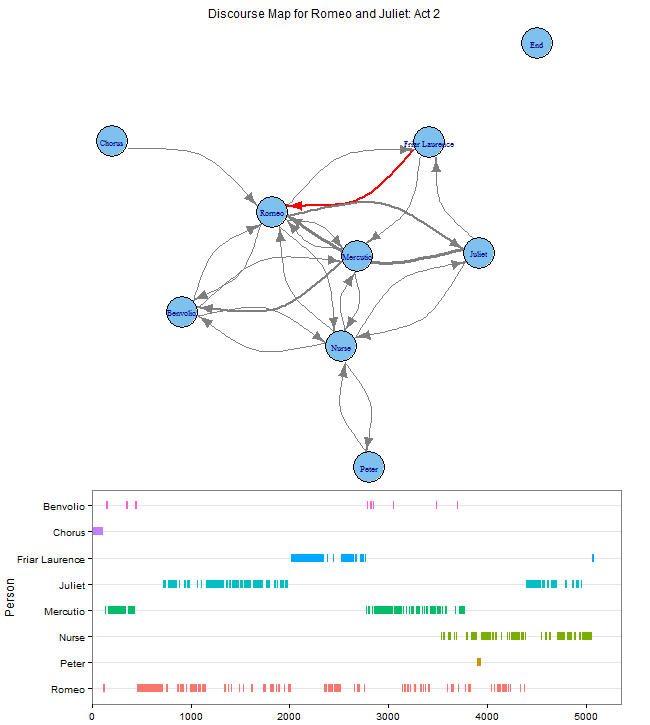 Discourse Map for Romeo and Juliet: Act 2
End
Chorus
Friar Laurence
Romeo
Mercutio
Juliet
Benvolio
Nurse
Peter
Person
Benvolio
Chorus
Friar Laurence
Juliet
Mercutio
Nurse
Peter
Romeo
0 1000 2000 3000 4000 5000